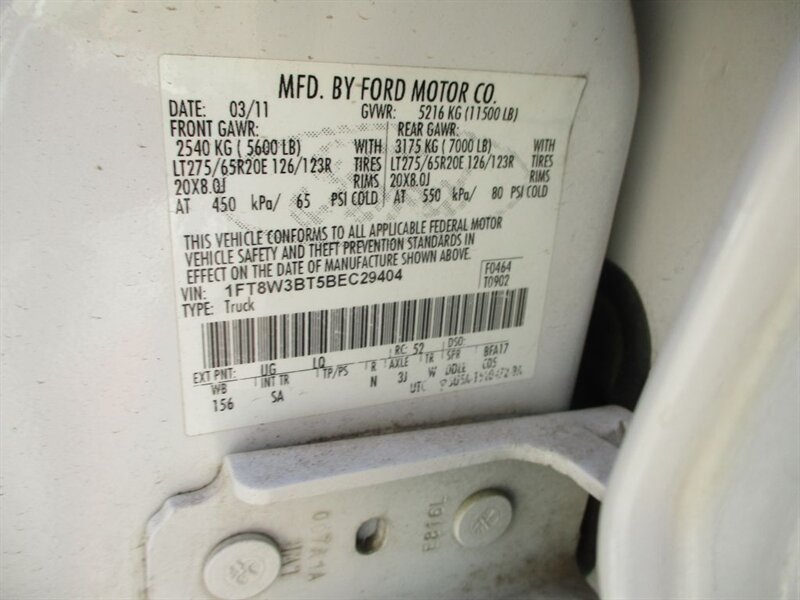 MFD. BY FORD MOTOR CO.
DATE: 03/11 GVWR: 5216 KG (11500 LB)
FRONT GAWR: REAR GAWR:
2540 KG ( 5600 LB) WITH 3175 KG ( 7000 LB) WITH
LT275/65R20E 126/123R TIRES LT275/65R20E 126/123R TIRES
20X8.0J RIMS 20X8.0J RIMS
AT 450 kPa/ 65 PSI COLD AT 550 kPa/ 80 PSI COLD
THIS VEHICLE CONFORMS TO ALL APPLICABLE FEDERAL MOTOR
VEHICLE SAFETY AND THEFT PREVENTION STANDARDS IN
EFFECT ON THE DATE OF MANUFACTURE SHOWN ABOVE.
VIN: 1FT8W3BT5BEC29404 F0464
TYPE: Truck T0902
EXT PNT: UG LQ RC: 52 DSO:
WB INT TR TP/PS R AXLE TR SPR BFA17
156 SA N 3J W DDLE CD5
UTC
EB16L